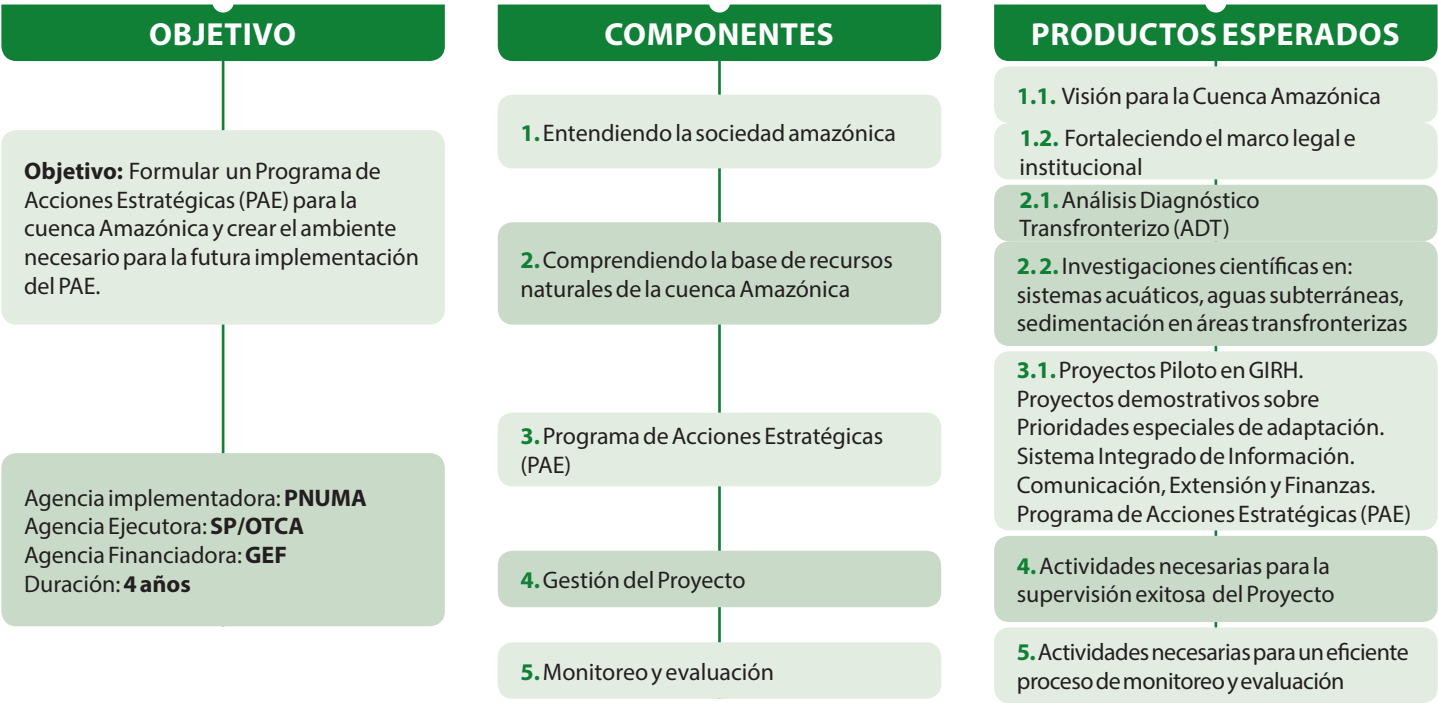 OBJETIVO
Objetivo: Formular un Programa de
Acciones Estratégicas (PAE) para la
cuenca Amazónica y crear el ambiente
necesario para la futura implementación
del PAE.
Agencia implementadora: PNUMA
Agencia Ejecutora: SP/OTCA
Agencia Financiadora: GEF
Duración: 4 años
COMPONENTES
1. Entendiendo la sociedad amazónica
2. Comprendiendo la base de recursos
naturales de la cuenca Amazónica
3. Programa de Acciones Estratégicas
(PAE)
4. Gestión del Proyecto
5. Monitoreo y evaluación
PRODUCTOS ESPERADOS
1.1. Visión para la Cuenca Amazónica
1.2. Fortaleciendo el marco legal e
institucional
2.1. Análisis Diagnóstico
Transfronterizo (ADT)
2.2. Investigaciones científicas en:
sistemas acuáticos, aguas subterráneas,
sedimentación en áreas transfronterizas
3.1. Proyectos Piloto en GIRH.
Proyectos demostrativos sobre
Prioridades especiales de adaptación.
Sistema Integrado de Información.
Comunicación, Extensión y Finanzas.
Programa de Acciones Estratégicas (PAE)
4. Actividades necesarias para la
supervisión exitosa del Proyecto
5. Actividades necesarias para un eficiente
proceso de monitoreo y evaluación